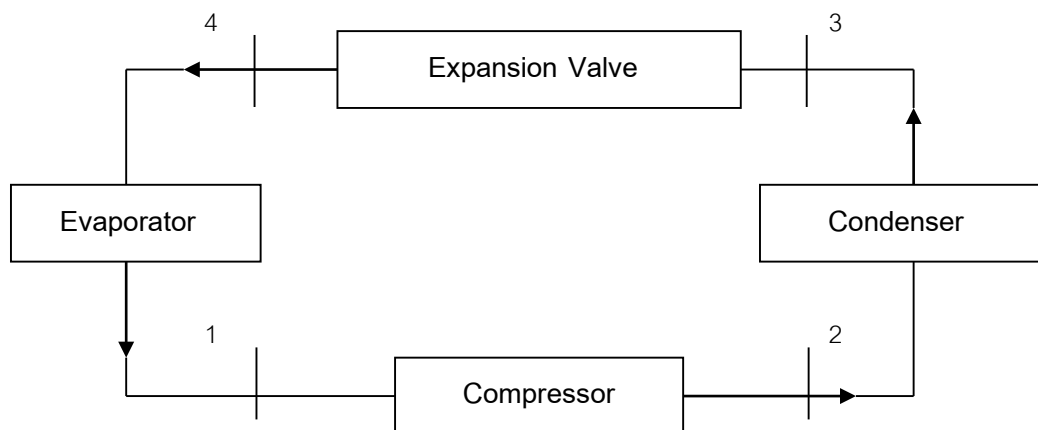 4
3
Expansion Valve
Evaporator
Condenser
1
2
Compressor